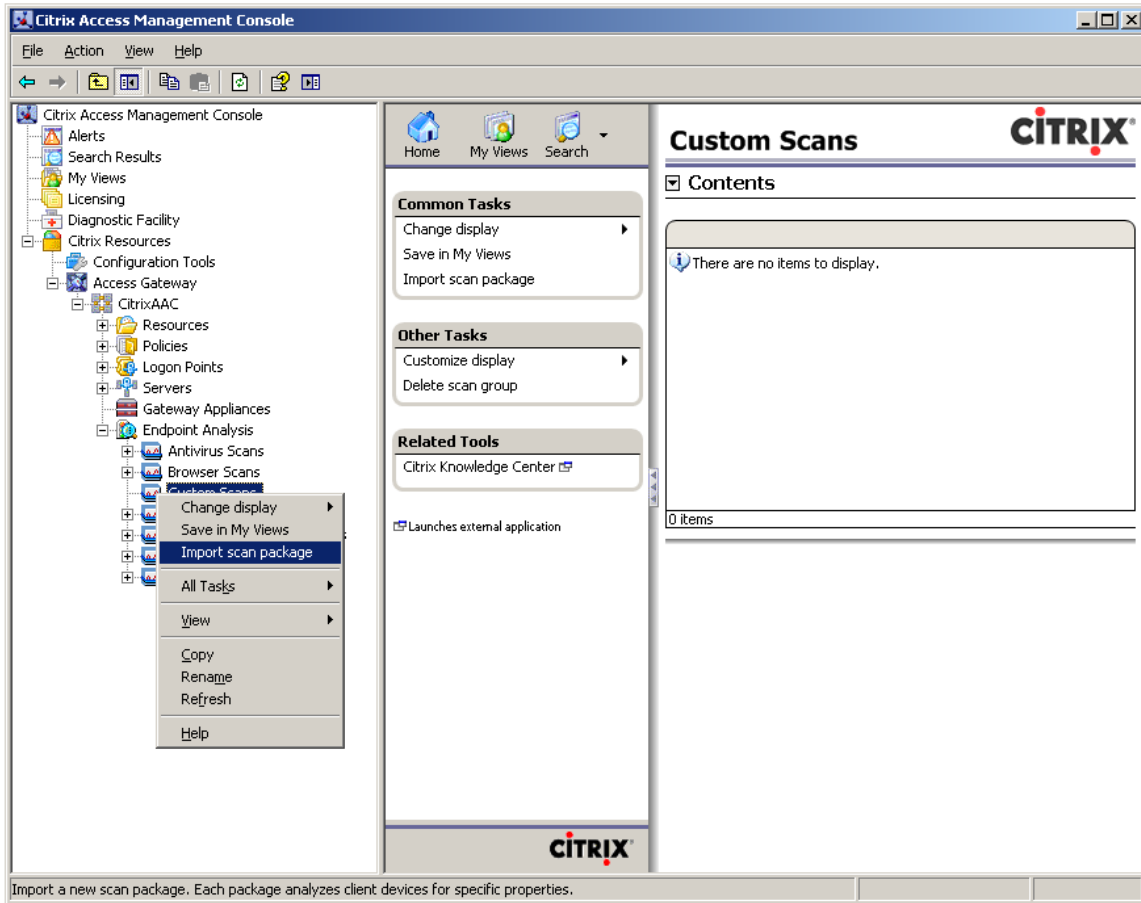 Citrix Access Management Console
File Action View Help
Citrix Access Management Console
Alerts
Search Results
My Views
Licensing
Diagnostic Facility
Citrix Resources
Configuration Tools
Access Gateway
CitrixAAC
Resources
Policies
Logon Points
Servers
Gateway Appliances
Endpoint Analysis
Antivirus Scans
Browser Scans
Custom Scans
Change display
Save in My Views
Import scan package
All Tasks
View
Copy
Rename
Refresh
Help
Home My Views Search
Common Tasks
Change display
Save in My Views
Import scan package
Other Tasks
Customize display
Delete scan group
Related Tools
Citrix Knowledge Center
Launches external application
CITRIX
Custom Scans
CITRIX
Contents
There are no items to display.
0 items
Import a new scan package. Each package analyzes client devices for specific properties.